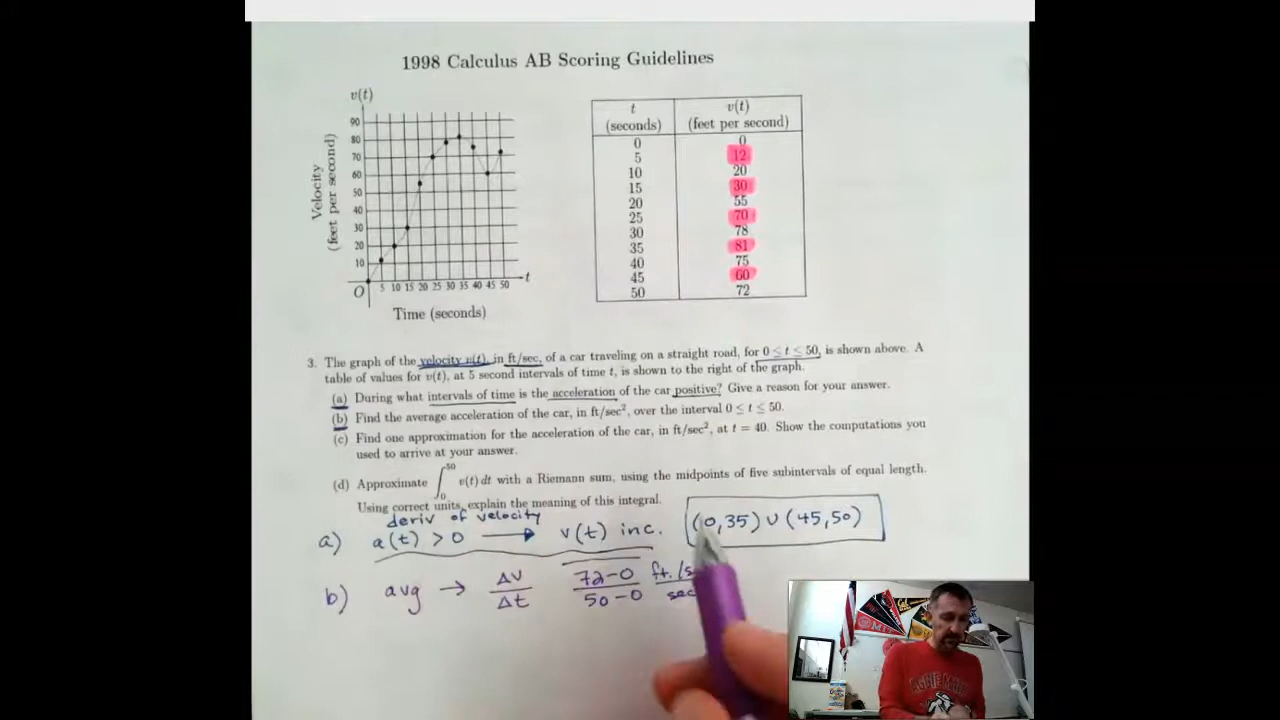 1998 Calculus AB Scoring Guidelines
v(t)
90
80
70
60
50
40
30
20
10
O
5 10 15 20 25 30 35 40 45 50
t
Velocity
(feet per second)
Time (seconds)
t v(t)
(seconds) (feet per second)
0 0
5 12
10 20
15 30
20 55
25 70
30 78
35 81
40 75
45 60
50 72
3. The graph of the velocity v(t), in ft/sec, of a car traveling on a straight road, for 0 ≤ t ≤ 50, is shown above. A
table of values for v(t), at 5 second intervals of time t, is shown to the right of the graph.
(a) During what intervals of time is the acceleration of the car positive? Give a reason for your answer.
(b) Find the average acceleration of the car, in ft/sec², over the interval 0 ≤ t ≤ 50.
(c) Find one approximation for the acceleration of the car, in ft/sec², at t = 40. Show the computations you
used to arrive at your answer.
(d) Approximate ∫₀⁵⁰ v(t) dt with a Riemann sum, using the midpoints of five subintervals of equal length.
Using correct units, explain the meaning of this integral.
deriv of velocity
a) a(t) > 0 → v(t) inc. (0,35) ∪ (45,50)
b) avg → Δv/Δt 72-0/50-0 ft./s sec
MIT
AGGIE